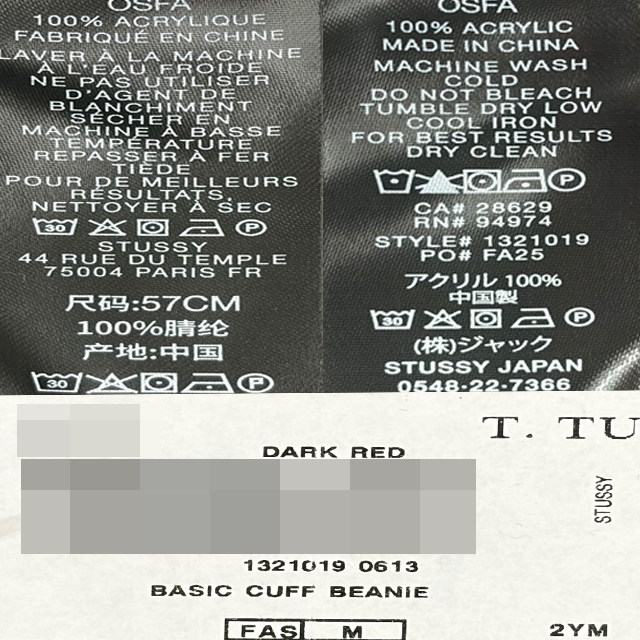 OSFA
100% ACRYLIQUE
FABRIQUÉ EN CHINE
LAVER À LA MACHINE
À L'EAU FROIDE
NE PAS UTILISER
D'AGENT DE
BLANCHIMENT
SÉCHER EN
MACHINE À BASSE
TEMPÉRATURE
REPASSER À FER
TIÈDE
POUR DE MEILLEURS
RÉSULTATS,
NETTOYER À SEC
30 P
STUSSY
44 RUE DU TEMPLE
75004 PARIS FR
尺码:57CM
100%腈纶
产地:中国
30 P
OSFA
100% ACRYLIC
MADE IN CHINA
MACHINE WASH
COLD
DO NOT BLEACH
TUMBLE DRY LOW
COOL IRON
FOR BEST RESULTS
DRY CLEAN
P
CA# 28629
RN# 94974
STYLE# 1321019
PO# FA25
アクリル 100%
中国製
30 P
(株)ジャック
STUSSY JAPAN
0548-22-7366
T. TU
DARK RED
STUSSY
1321019 0613
BASIC CUFF BEANIE
FAS M
2YM